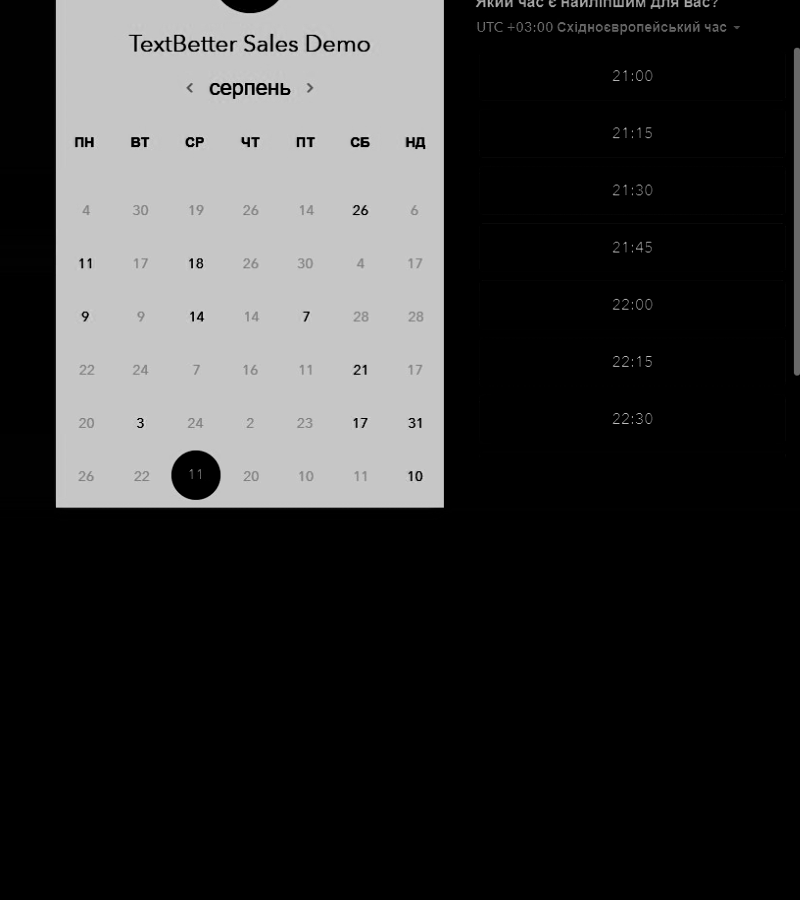 TextBetter Sales Demo
серпень
ПН ВТ СР ЧТ ПТ СБ НД
4 30 19 26 14 26 6
11 17 18 26 30 4 17
9 9 14 14 7 28 28
22 24 7 16 11 21 17
20 3 24 2 23 17 31
26 22 11 20 10 11 10
Який час є найліпшим для вас?
UTC +03:00 Східноєвропейський час
21:00
21:15
21:30
21:45
22:00
22:15
22:30